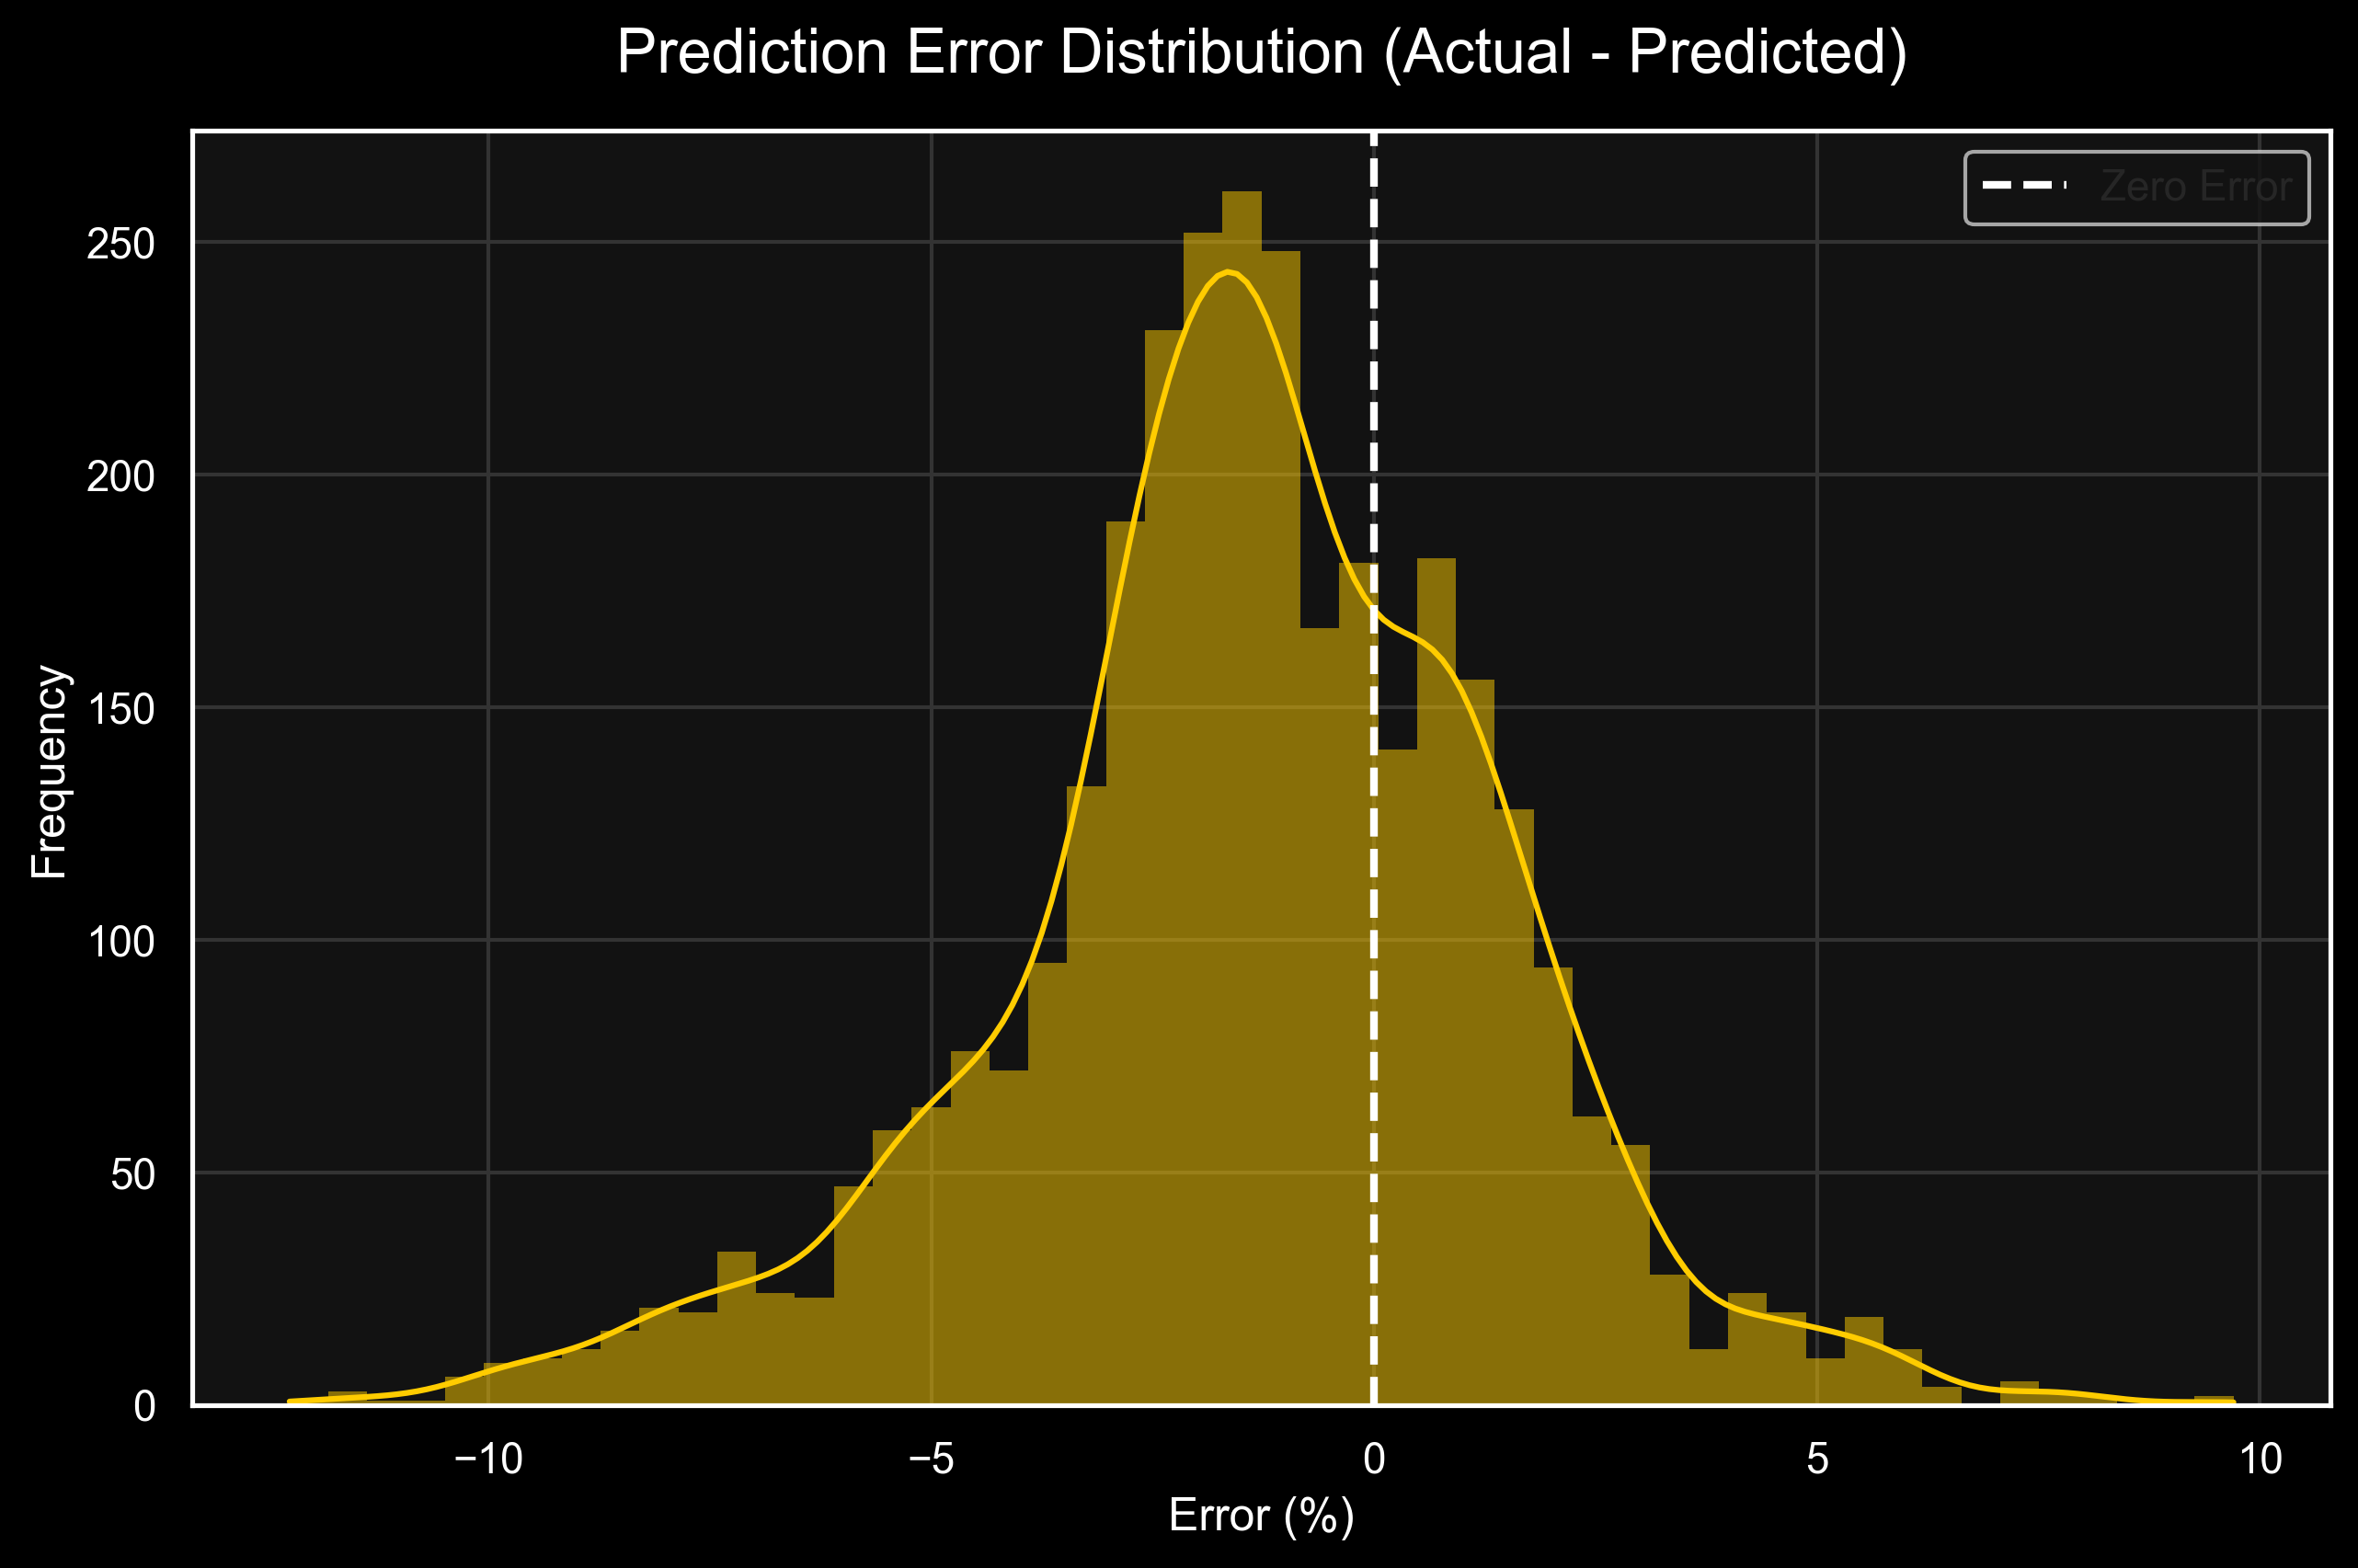 Prediction Error Distribution (Actual - Predicted)
Zero Error
250
200
150
100
50
0
Frequency
−10
−5
0
5
10
Error (%)